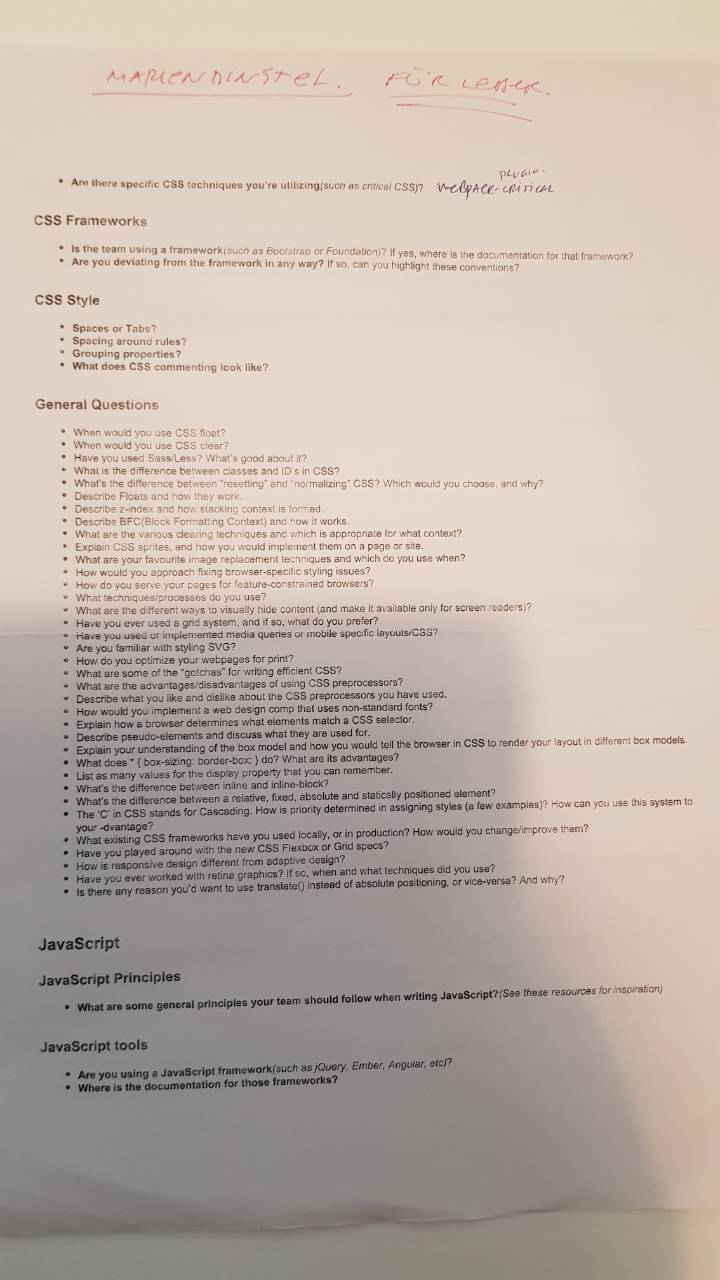 MARIENDINSTEL. FÜR
• Are there specific CSS techniques you're utilizing(such as critical CSS)? PLUGIN-
CRITICAL
CSS Frameworks
• Is the team using a framework(such as Bootstrap or Foundation)? If yes, where is the documentation for that framework?
• Are you deviating from the framework in any way? If so, can you highlight these conventions?
CSS Style
• Spaces or Tabs?
• Spacing around rules?
• Grouping properties?
• What does CSS commenting look like?
General Questions
• When would you use CSS float?
• When would you use CSS clear?
• Have you used Sass/Less? What's good about it?
• What is the difference between classes and ID's in CSS?
• What's the difference between "resetting" and "normalizing" CSS? Which would you choose, and why?
• Describe Floats and how they work.
• Describe z-index and how stacking context is formed.
• Describe BFC(Block Formatting Context) and how it works.
• What are the various clearing techniques and which is appropriate for what context?
• Explain CSS sprites, and how you would implement them on a page or site.
• What are your favourite image replacement techniques and which do you use when?
• How would you approach fixing browser-specific styling issues?
• How do you serve your pages for feature-constrained browsers?
• What techniques/processes do you use?
• What are the different ways to visually hide content (and make it available only for screen readers)?
• Have you ever used a grid system, and if so, what do you prefer?
• Have you used or implemented media queries or mobile specific layouts/CSS?
• Are you familiar with styling SVG?
• How do you optimize your webpages for print?
• What are some of the "gotchas" for writing efficient CSS?
• What are the advantages/disadvantages of using CSS preprocessors?
• Describe what you like and dislike about the CSS preprocessors you have used.
• How would you implement a web design comp that uses non-standard fonts?
• Explain how a browser determines what elements match a CSS selector.
• Describe pseudo-elements and discuss what they are used for.
• Explain your understanding of the box model and how you would tell the browser in CSS to render your layout in different box models.
• What does * { box-sizing: border-box; } do? What are its advantages?
• List as many values for the display property that you can remember.
• What's the difference between inline and inline-block?
• What's the difference between a relative, fixed, absolute and statically positioned element?
• The 'C' in CSS stands for Cascading. How is priority determined in assigning styles (a few examples)? How can you use this system to
your -dvantage?
• What existing CSS frameworks have you used locally, or in production? How would you change/improve them?
• Have you played around with the new CSS Flexbox or Grid specs?
• How is responsive design different from adaptive design?
• Have you ever worked with retina graphics? If so, when and what techniques did you use?
• Is there any reason you'd want to use translate() instead of absolute positioning, or vice-versa? And why?
JavaScript
JavaScript Principles
• What are some general principles your team should follow when writing JavaScript?(See these resources for inspiration)
JavaScript tools
• Are you using a JavaScript framework(such as jQuery, Ember, Angular, etc)?
• Where is the documentation for those frameworks?